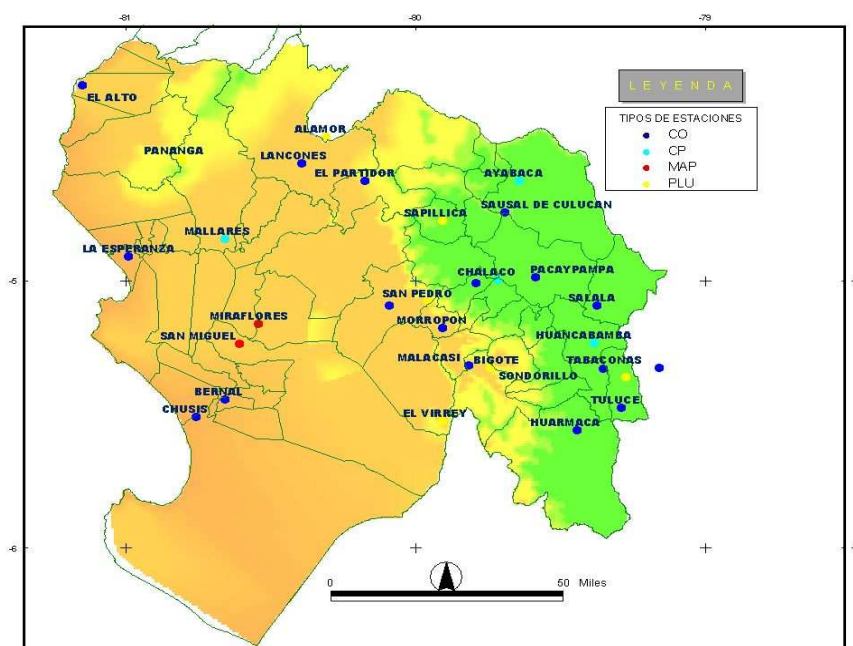 -81 -80 -79
L E Y E N D A
TIPOS DE ESTACIONES
CO
CP
MAP
PLU
EL ALTO
ALAMOR
PANANGA
LANCONES
EL PARTIDOR
AYABACA
SAPILLICA
SAUSAL DE CULUCAN
MALLARES
LA ESPERANZA
-5 -5
CHALACO
PACAYPAMPA
SAN PEDRO
SALALA
MIRAFLORES
MORROPON
SAN MIGUEL
HUANCABAMBA
MALACASI
BIGOTE
TABACONAS
SONDORILLO
BERNAL
TULUCE
CHUSIS
EL VIRREY
HUARMACA
-6 -6
0 50 Miles